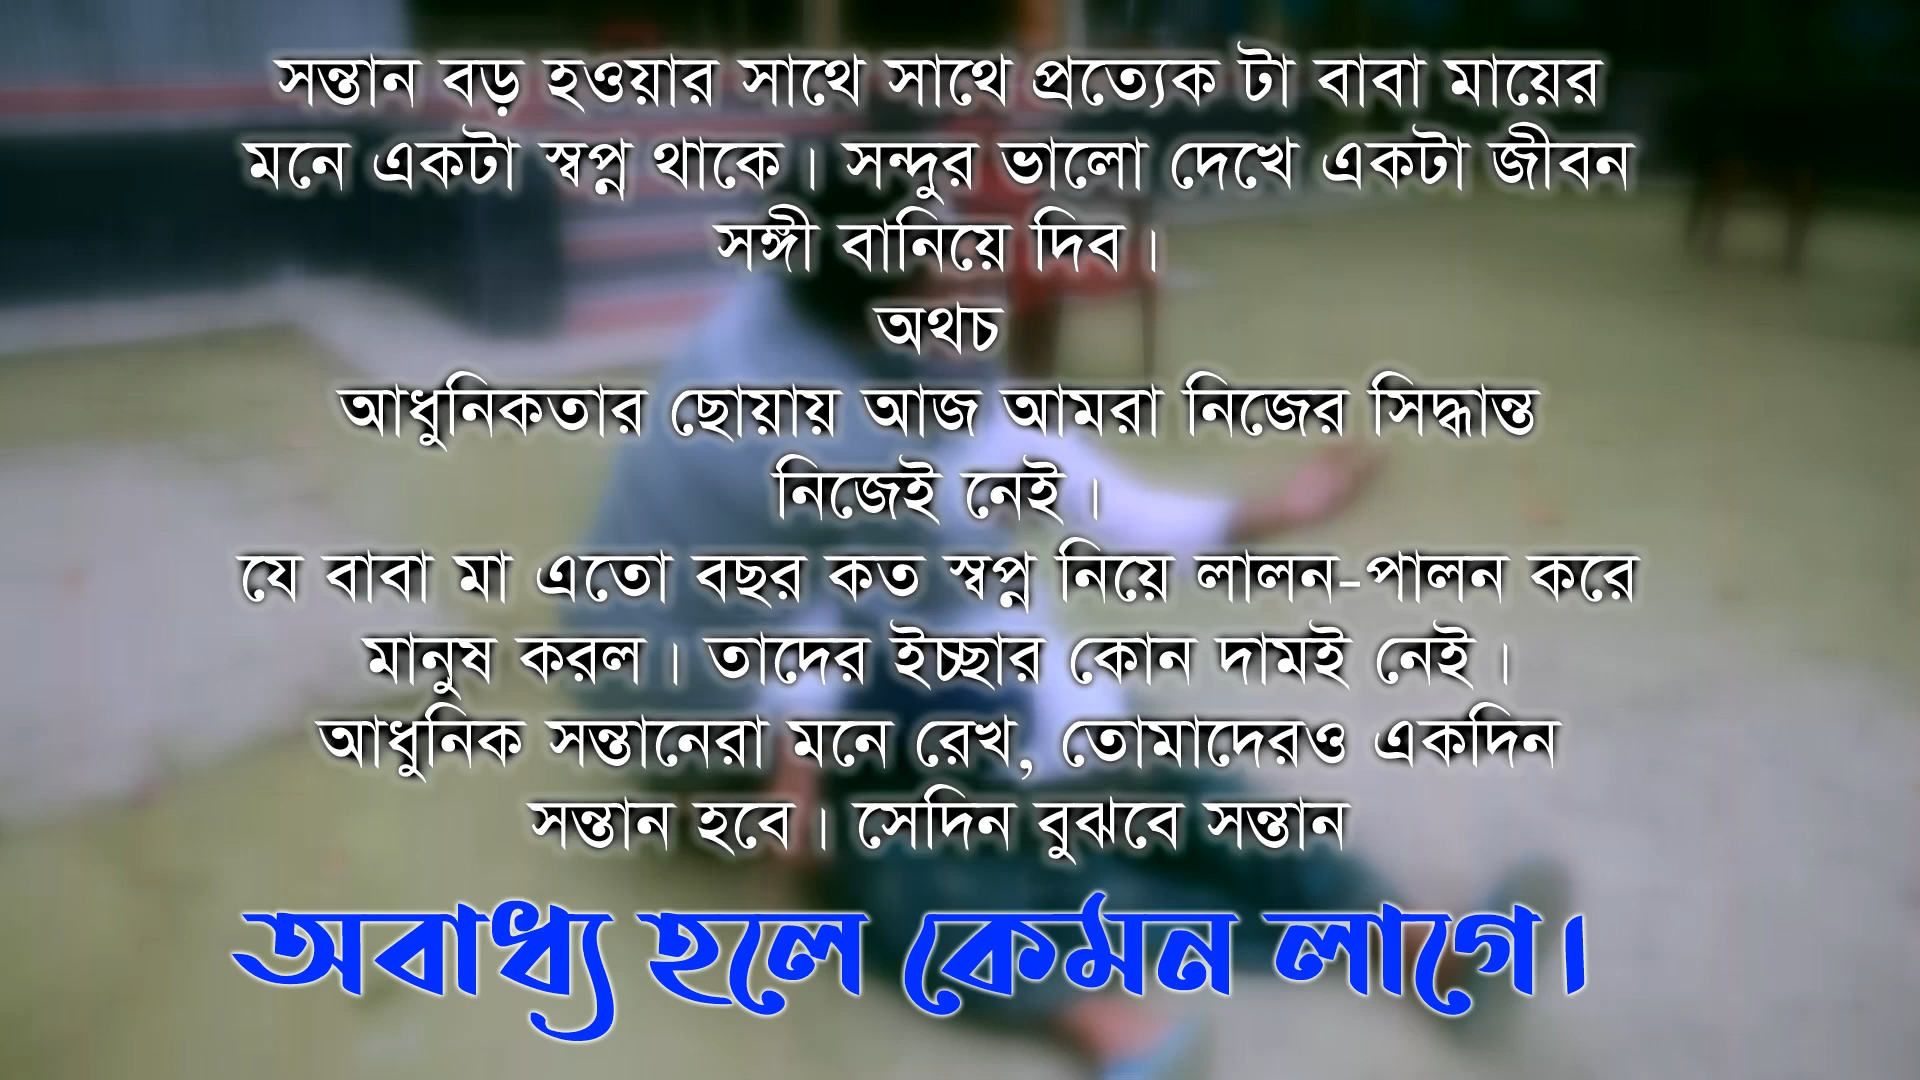 সন্তান বড় হওয়ার সাথে সাথে প্রত্যেক টা বাবা মায়ের
মনে একটা স্বপ্ন থাকে। সন্দুর ভালো দেখে একটা জীবন
সঙ্গী বানিয়ে দিব।
অথচ
আধুনিকতার ছোয়ায় আজ আমরা নিজের সিদ্ধান্ত
নিজেই নেই।
যে বাবা মা এতো বছর কত স্বপ্ন নিয়ে লালন-পালন করে
মানুষ করল। তাদের ইচ্ছার কোন দামই নেই।
আধুনিক সন্তানেরা মনে রেখ, তোমাদেরও একদিন
সন্তান হবে। সেদিন বুঝবে সন্তান
অবাধ্য হলে কেমন লাগে।